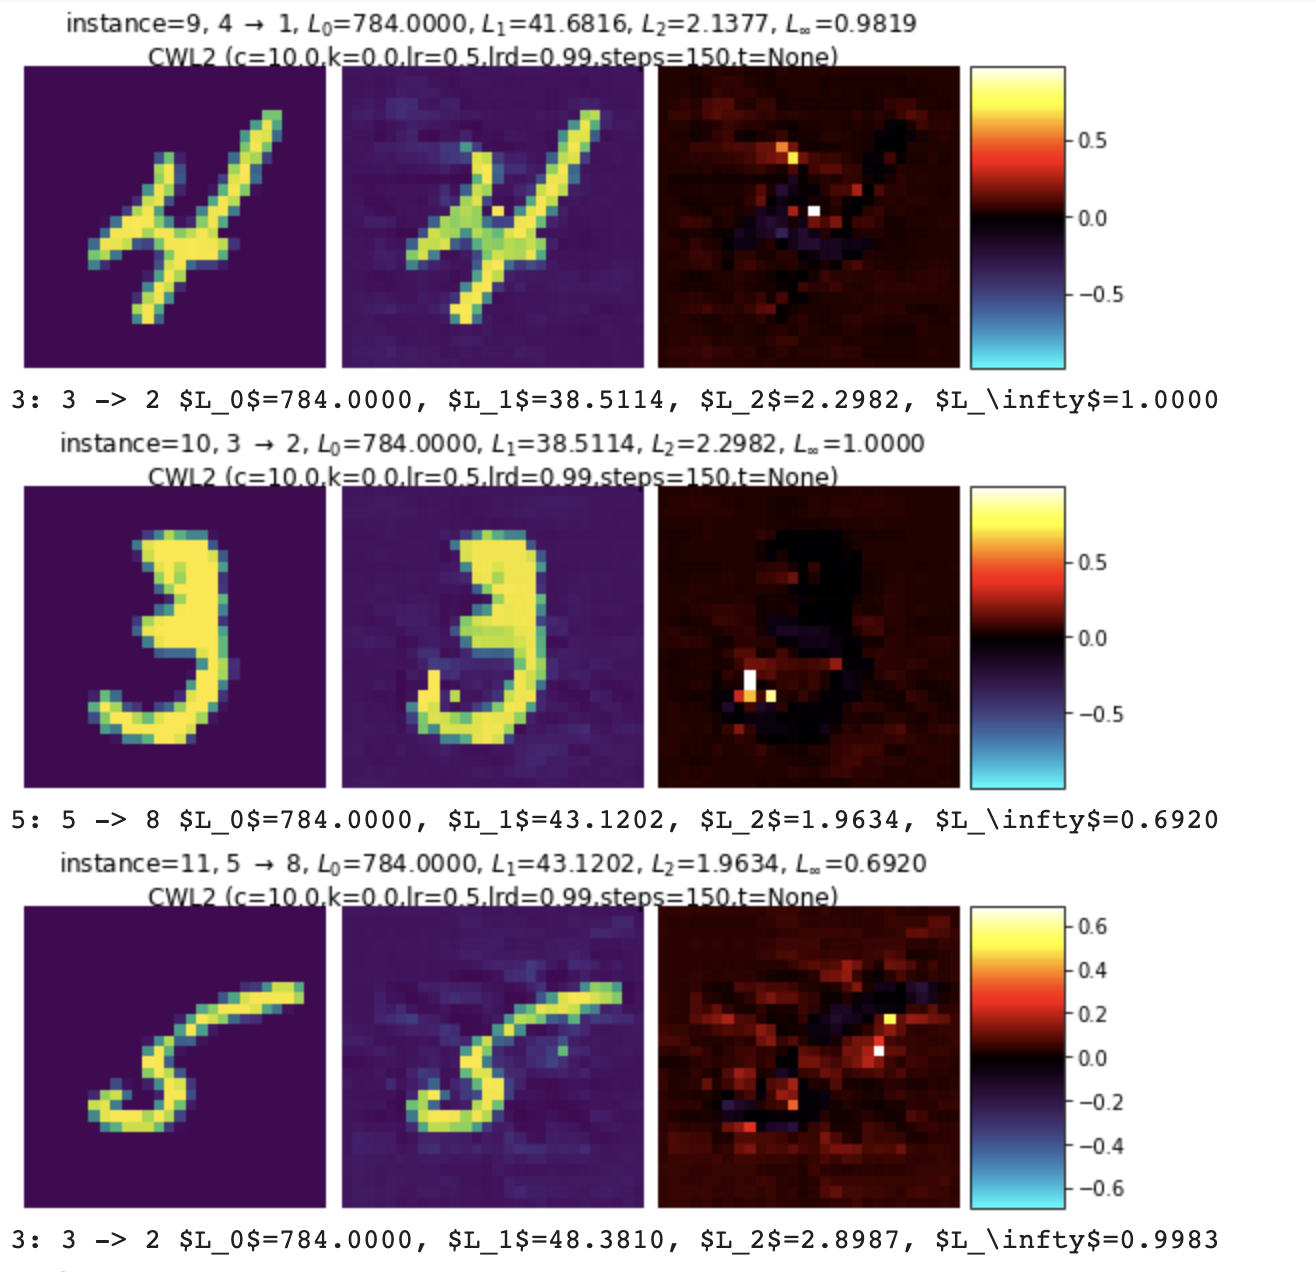 instance=9, 4 → 1, L₀=784.0000, L₁=41.6816, L₂=2.1377, L∞=0.9819
CWL2 (c=10.0,k=0.0,lr=0.5,lrd=0.99,steps=150,t=None)
0.5
0.0
−0.5
3: 3 -> 2 $L_0$=784.0000, $L_1$=38.5114, $L_2$=2.2982, $L_\infty$=1.0000
instance=10, 3 → 2, L₀=784.0000, L₁=38.5114, L₂=2.2982, L∞=1.0000
CWL2 (c=10.0,k=0.0,lr=0.5,lrd=0.99,steps=150,t=None)
0.5
0.0
−0.5
5: 5 -> 8 $L_0$=784.0000, $L_1$=43.1202, $L_2$=1.9634, $L_\infty$=0.6920
instance=11, 5 → 8, L₀=784.0000, L₁=43.1202, L₂=1.9634, L∞=0.6920
CWL2 (c=10.0,k=0.0,lr=0.5,lrd=0.99,steps=150,t=None)
0.6
0.4
0.2
0.0
−0.2
−0.4
−0.6
3: 3 -> 2 $L_0$=784.0000, $L_1$=48.3810, $L_2$=2.8987, $L_\infty$=0.9983